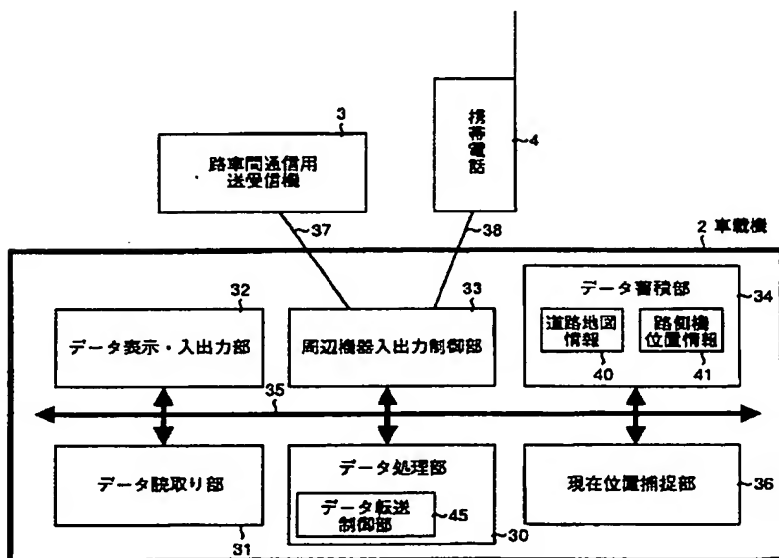 3
路車間通信用
送受信機
携帯電話
4
37
38
2 車載機
32
データ表示・入出力部
33
周辺機器入出力制御部
データ蓄積部
34
道路地図
情報
40
路側機
位置情報
41
35
データ読取り部
31
データ処理部
データ転送
制御部
45
30
現在位置捕捉部
36